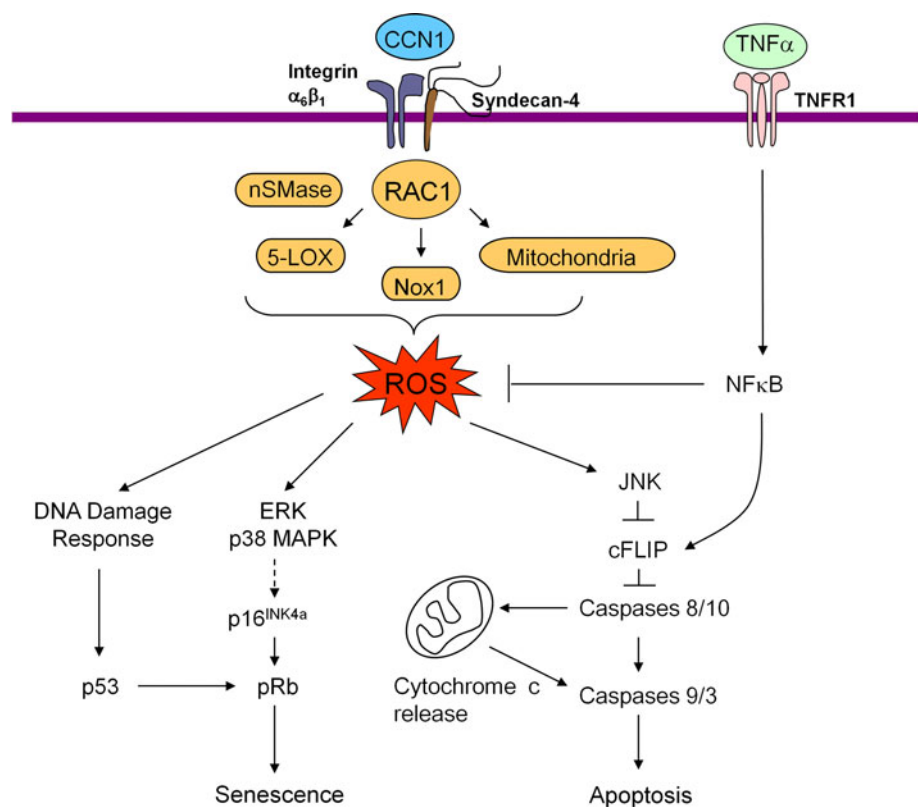 CCN1
TNFα
Integrin
α6β1
Syndecan-4
TNFR1
nSMase
RAC1
5-LOX
Mitochondria
Nox1
ROS
NFκB
DNA Damage
Response
ERK
p38 MAPK
JNK
cFLIP
p16INK4a
Caspases 8/10
p53
pRb
Cytochrome c
release
Caspases 9/3
Senescence
Apoptosis